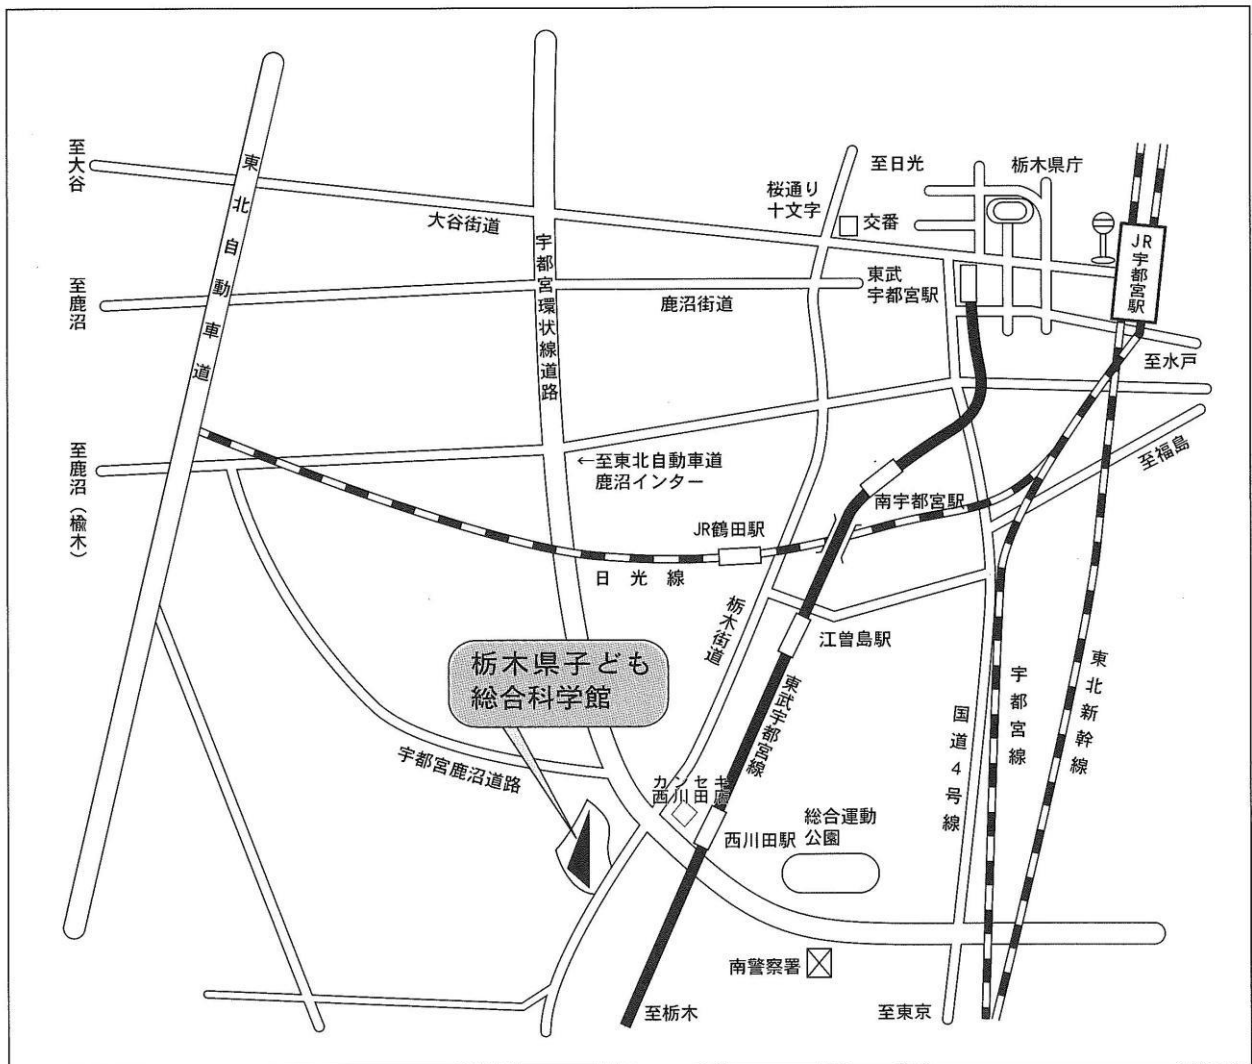 至大谷
東北自動車道
大谷街道
宇都宮環状線道路
桜通り
十文字
至日光
交番
栃木県庁
JR
宇都宮駅
至鹿沼
鹿沼街道
東武
宇都宮駅
至水戸
至鹿沼（楡木）
←至東北自動車道
鹿沼インター
至福島
南宇都宮駅
JR鶴田駅
日光線
栃木街道
江曽島駅
栃木県子ども
総合科学館
東武宇都宮線
国道4号線
宇都宮線
東北新幹線
宇都宮鹿沼道路
カンセキ
西川田店
西川田駅
総合運動
公園
南警察署
至栃木
至東京